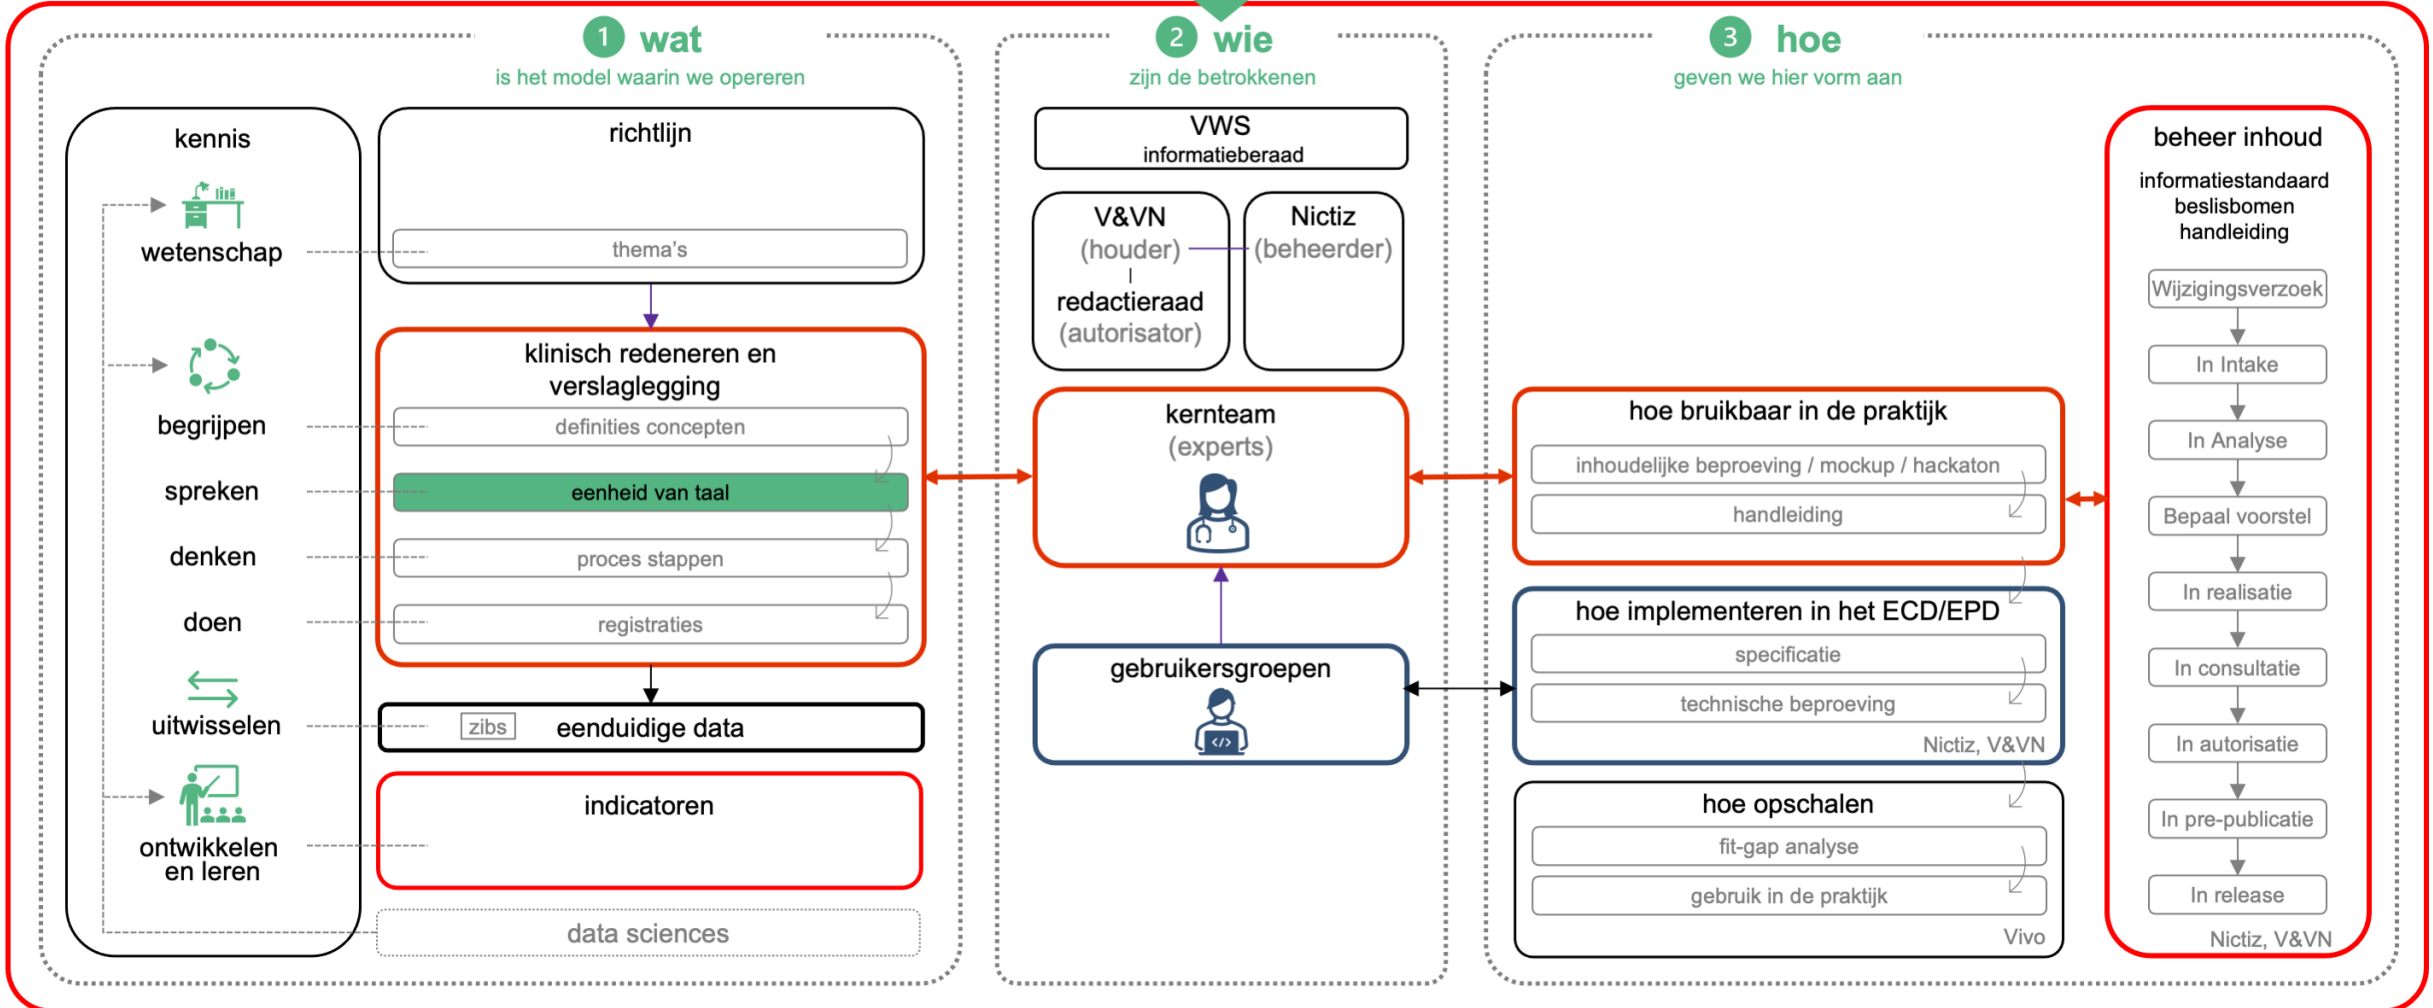 1 wat
is het model waarin we opereren
kennis
wetenschap
begrijpen
spreken
denken
doen
uitwisselen
ontwikkelen
en leren
richtlijn
thema's
klinisch redeneren en
verslaglegging
definities concepten
eenheid van taal
proces stappen
registraties
zibs eenduidige data
indicatoren
data sciences
2 wie
zijn de betrokkenen
VWS
informatieberaad
V&VN
(houder)
redactieraad
(autorisator)
Nictiz
(beheerder)
kernteam
(experts)
gebruikersgroepen
</>
3 hoe
geven we hier vorm aan
hoe bruikbaar in de praktijk
inhoudelijke beproeving / mockup / hackaton
handleiding
hoe implementeren in het ECD/EPD
specificatie
technische beproeving
Nictiz, V&VN
hoe opschalen
fit-gap analyse
gebruik in de praktijk
Vivo
beheer inhoud
informatiestandaard
beslisbomen
handleiding
Wijzigingsverzoek
In Intake
In Analyse
Bepaal voorstel
In realisatie
In consultatie
In autorisatie
In pre-publicatie
In release
Nictiz, V&VN